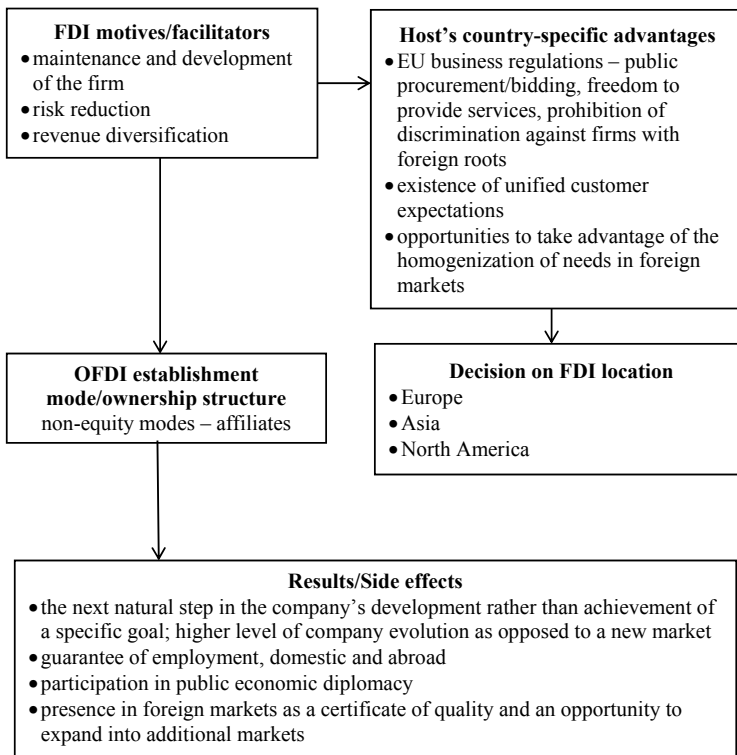 FDI motives/facilitators
• maintenance and development
of the firm
• risk reduction
• revenue diversification
Host’s country-specific advantages
• EU business regulations – public
procurement/bidding, freedom to
provide services, prohibition of
discrimination against firms with
foreign roots
• existence of unified customer
expectations
• opportunities to take advantage of the
homogenization of needs in foreign
markets
OFDI establishment
mode/ownership structure
non-equity modes – affiliates
Decision on FDI location
• Europe
• Asia
• North America
Results/Side effects
• the next natural step in the company’s development rather than achievement of
a specific goal; higher level of company evolution as opposed to a new market
• guarantee of employment, domestic and abroad
• participation in public economic diplomacy
• presence in foreign markets as a certificate of quality and an opportunity to
expand into additional markets